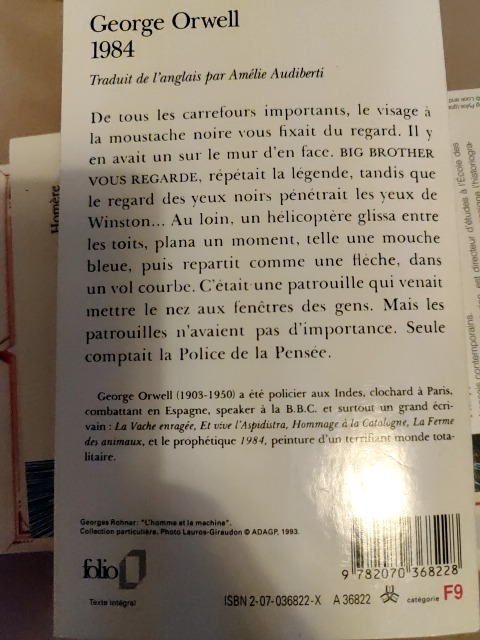 George Orwell
1984
Traduit de l'anglais par Amélie Audiberti
De tous les carrefours importants, le visage à
la moustache noire vous fixait du regard. Il y
en avait un sur le mur d'en face. BIG BROTHER
VOUS REGARDE, répétait la légende, tandis que
le regard des yeux noirs pénétrait les yeux de
Winston... Au loin, un hélicoptère glissa entre
les toits, plana un moment, telle une mouche
bleue, puis repartit comme une flèche, dans
un vol courbe. C'était une patrouille qui venait
mettre le nez aux fenêtres des gens. Mais les
patrouilles n'avaient pas d'importance. Seule
comptait la Police de la Pensée.
George Orwell (1903-1950) a été policier aux Indes, clochard à Paris,
combattant en Espagne, speaker à la B.B.C. et surtout un grand écri-
vain : La Vache enragée, Et vive l'Aspidistra, Hommage à la Catalogne, La Ferme
des animaux, et le prophétique 1984, peinture d'un terrifiant monde tota-
litaire.
Georges Rohner: "L'homme et la machine".
Collection particulière. Photo Lauros-Giraudon © ADAGP, 1993.
folio
Texte intégral
9 782070 368228
ISBN 2-07-036822-X A 36822 catégorie F9
Homère
est directeur d'études à l'École des
contemporains.